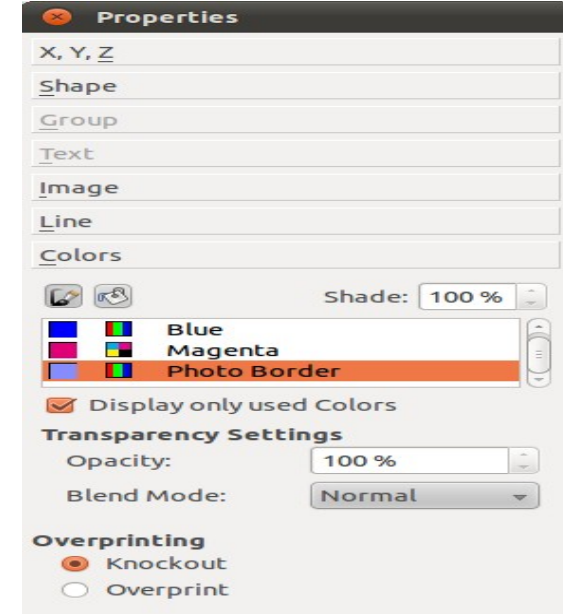 Properties
X, Y, Z
Shape
Group
Text
Image
Line
Colors
Shade: 100 %
Blue
Magenta
Photo Border
Display only used Colors
Transparency Settings
Opacity: 100 %
Blend Mode: Normal
Overprinting
Knockout
Overprint